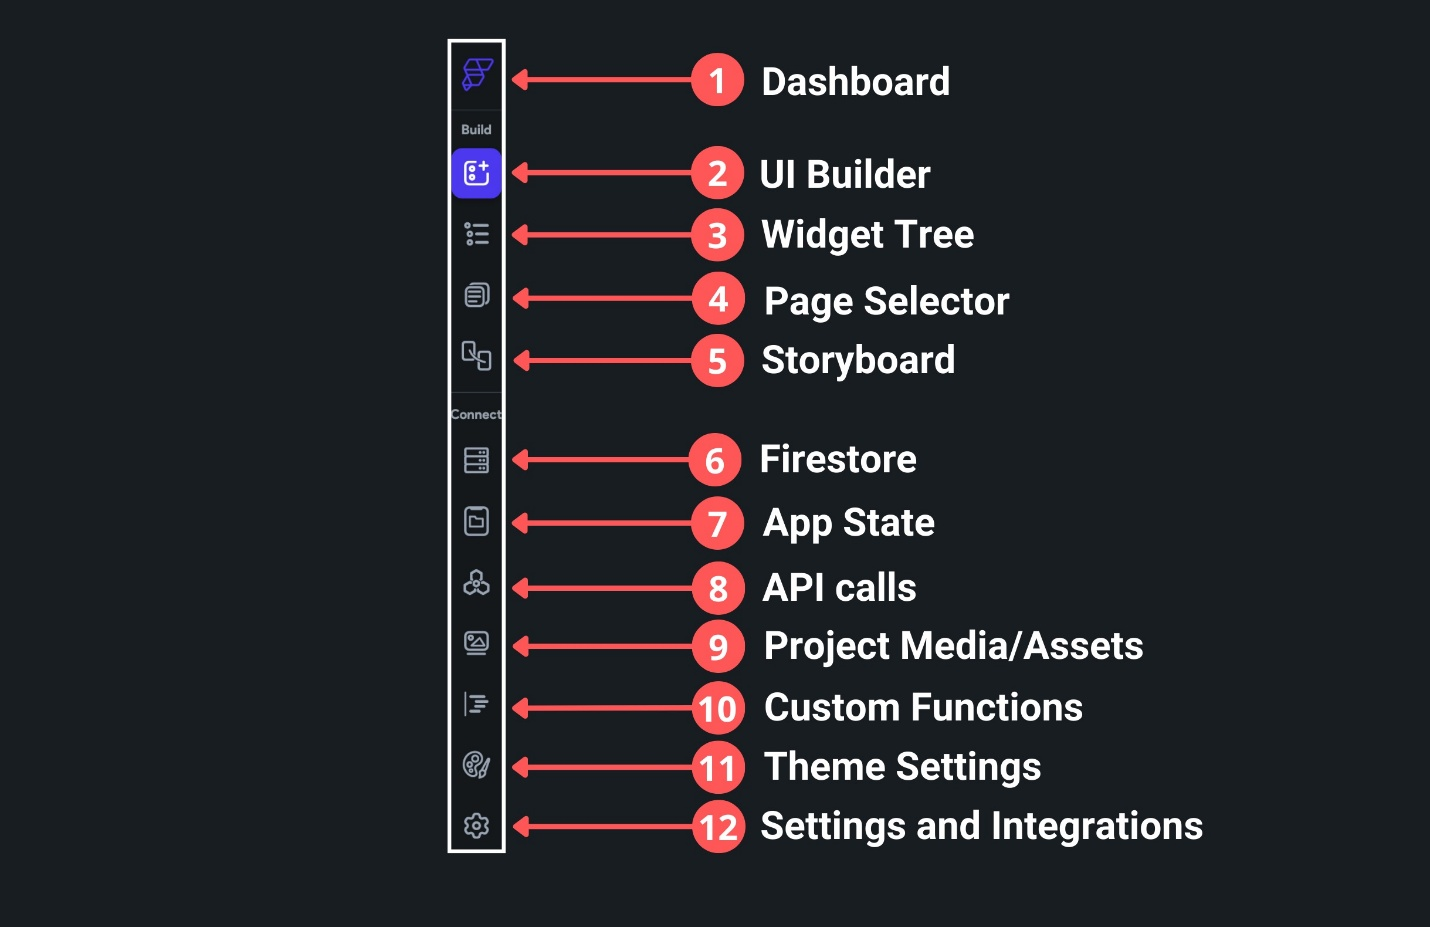 1 Dashboard
Build
2 UI Builder
3 Widget Tree
4 Page Selector
5 Storyboard
Connect
6 Firestore
7 App State
8 API calls
9 Project Media/Assets
10 Custom Functions
11 Theme Settings
12 Settings and Integrations